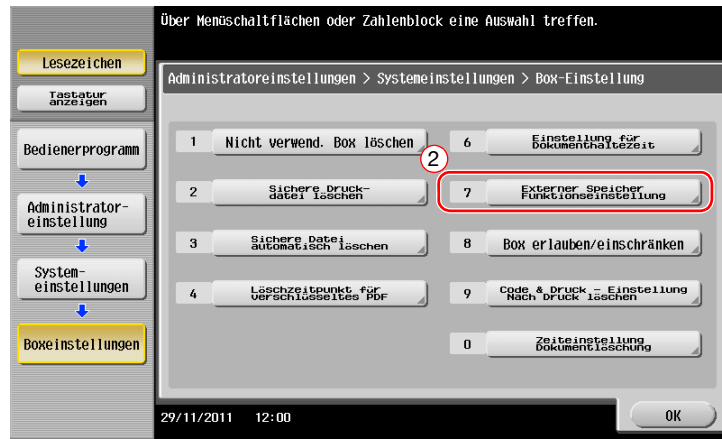 Über Menüschaltflächen oder Zahlenblock eine Auswahl treffen.
Lesezeichen
Tastatur
anzeigen
Bedienerprogramm
Administrator-
einstellung
System-
einstellungen
Boxeinstellungen
Administratoreinstellungen > Systemeinstellungen > Box-Einstellung
1 Nicht verwend. Box löschen
2
6 Einstellung für
Dokumenthaltezeit
2 Sichere Druck-
datei löschen
7 Externer Speicher
Funktionseinstellung
3 Sichere Datei
automatisch löschen
8 Box erlauben/einschränken
4 Löschzeitpunkt für
verschlüsseltes PDF
9 Code & Druck - Einstellung
Nach Druck löschen
0 Zeiteinstellung
Dokumentlöschung
29/11/2011 12:00
OK